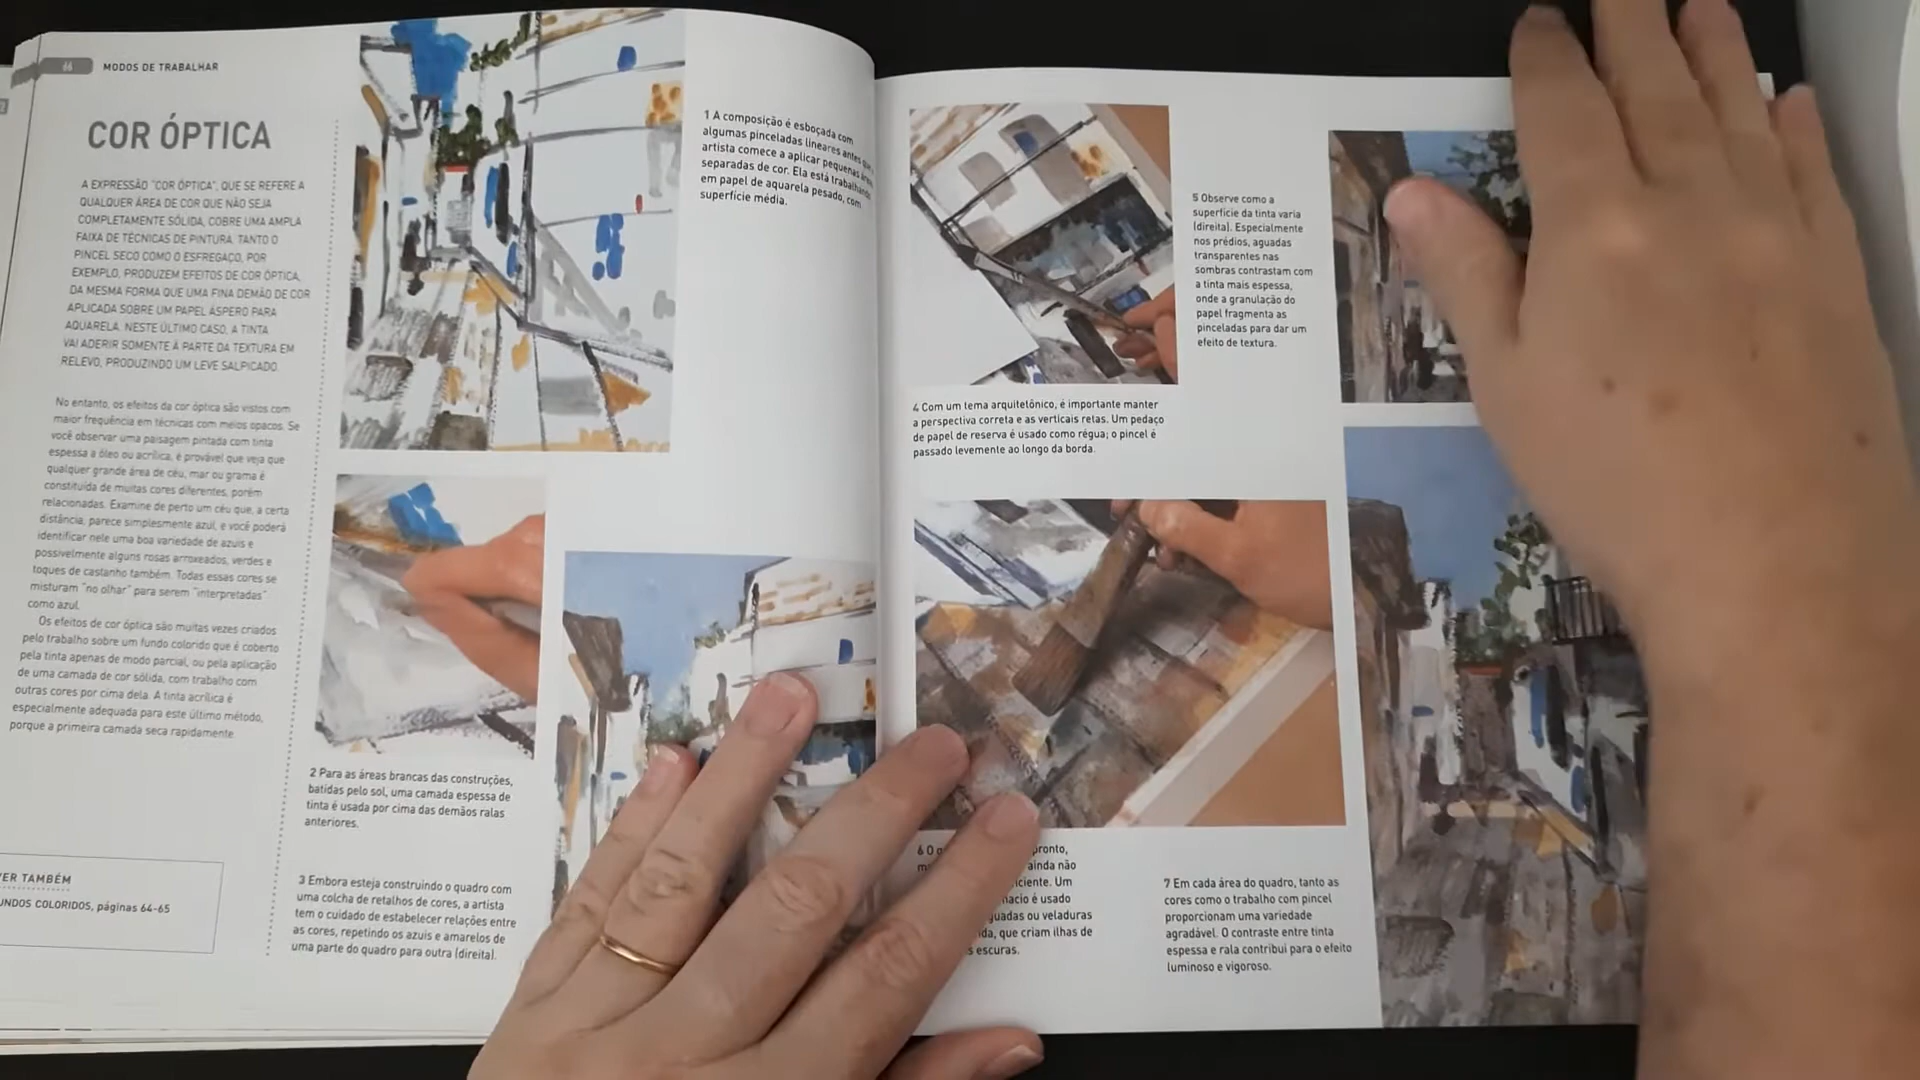 66 MODOS DE TRABALHAR
COR ÓPTICA
A EXPRESSÃO “COR ÓPTICA”, QUE SE REFERE A
QUALQUER ÁREA DE COR QUE NÃO SEJA
COMPLETAMENTE SÓLIDA, COBRE UMA AMPLA
FAIXA DE TÉCNICAS DE PINTURA. TANTO O
PINCEL SECO COMO O ESFREGAÇO, POR
EXEMPLO, PRODUZEM EFEITOS DE COR ÓPTICA,
DA MESMA FORMA QUE UMA FINA DEMÃO DE COR
APLICADA SOBRE UM PAPEL ÁSPERO PARA
AQUARELA. NESTE ÚLTIMO CASO, A TINTA
VAI ADERIR SOMENTE À PARTE DA TEXTURA EM
RELEVO, PRODUZINDO UM LEVE SALPICADO.
No entanto, os efeitos da cor óptica são vistos com
maior frequência em técnicas com meios opacos. Se
você observar uma paisagem pintada com tinta
espessa a óleo ou acrílica, é provável que veja que
qualquer grande área de céu, mar ou grama é
constituída de muitas cores diferentes, porém
relacionadas. Examine de perto um céu que, a certa
distância, parece simplesmente azul, e você poderá
identificar nele uma boa variedade de azuis e
possivelmente alguns rosas arroxeados, verdes e
toques de castanho também. Todas essas cores se
misturam “no olhar” para serem “interpretadas”
como azul.
Os efeitos de cor óptica são muitas vezes criados
pelo trabalho sobre um fundo colorido que é coberto
pela tinta apenas de modo parcial, ou pela aplicação
de uma camada de cor sólida, com trabalho com
outras cores por cima dela. A tinta acrílica é
especialmente adequada para este último método,
porque a primeira camada seca rapidamente.
ER TAMBÉM
UNDOS COLORIDOS, páginas 64-65
1 A composição é esboçada com
algumas pinceladas lineares antes
artista comece a aplicar pequenas
separadas de cor. Ela está
em papel de aquarela pesado, com
superfície média.
2 Para as áreas brancas das construções,
batidas pelo sol, uma camada espessa de
tinta é usada por cima das demãos ralas
anteriores.
3 Embora esteja construindo o quadro com
uma colcha de retalhos de cores, a artista
tem o cuidado de estabelecer relações entre
as cores, repetindo os azuis e amarelos de
uma parte do quadro para outra (direita).
4 Com um tema arquitetônico, é importante manter
a perspectiva correta e as verticais retas. Um pedaço
de papel de reserva é usado como régua; o pincel é
passado levemente ao longo da borda.
5 Observe como a
superfície da tinta varia
(direita). Especialmente
nos prédios, aguadas
transparentes nas
sombras contrastam com
a tinta mais espessa,
onde a granulação do
papel fragmenta as
pinceladas para dar um
efeito de textura.
6 O pronto,
ainda não
iciente. Um
macio é usado
guadas ou veladuras
da, que criam ilhas de
s escuras.
7 Em cada área do quadro, tanto as
cores como o trabalho com pincel
proporcionam uma variedade
agradável. O contraste entre tinta
espessa e rala contribui para o efeito
luminoso e vigoroso.